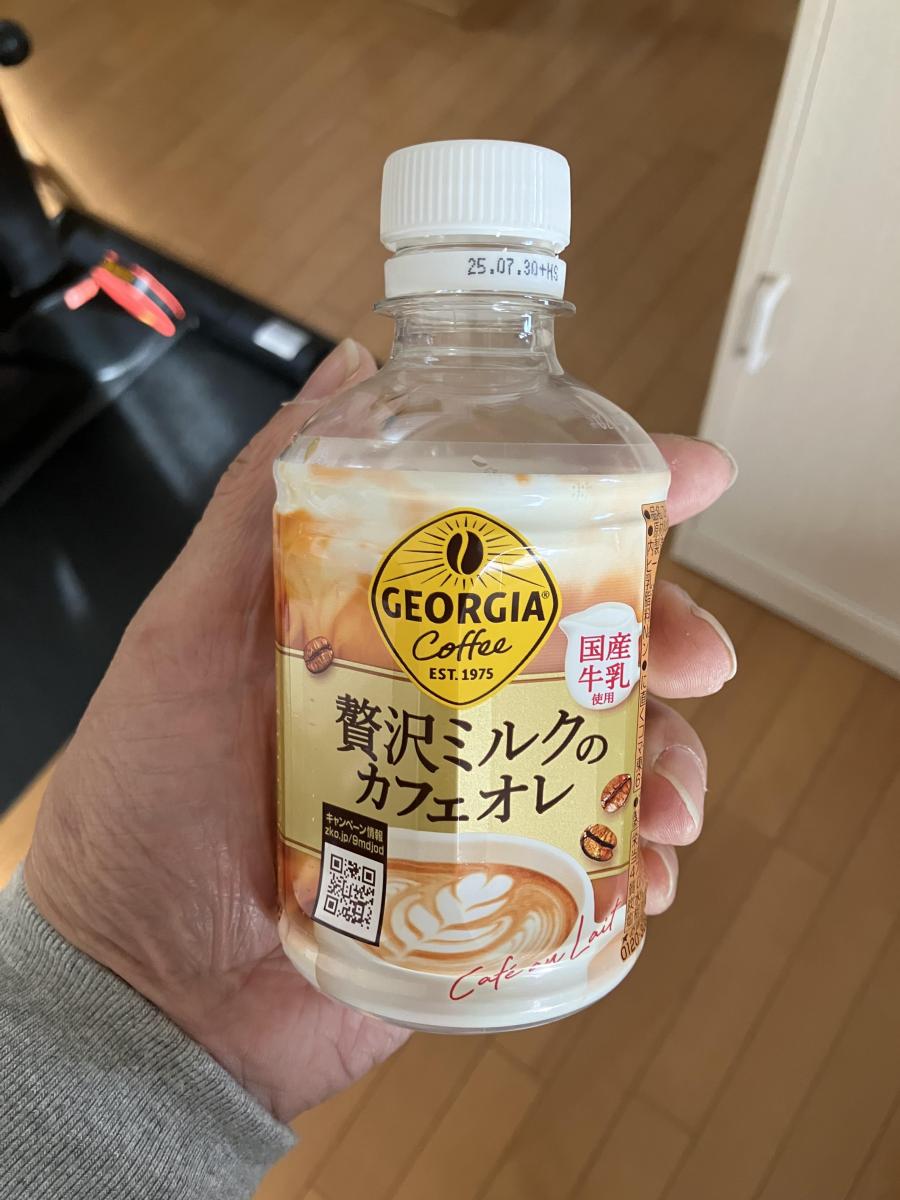 25.07.30+HS
GEORGIA®
Coffee
EST. 1975
国産
牛乳
使用
贅沢ミルクの
カフェオレ
キャンペーン情報
zko.jp/9mdjod
Café au Lait